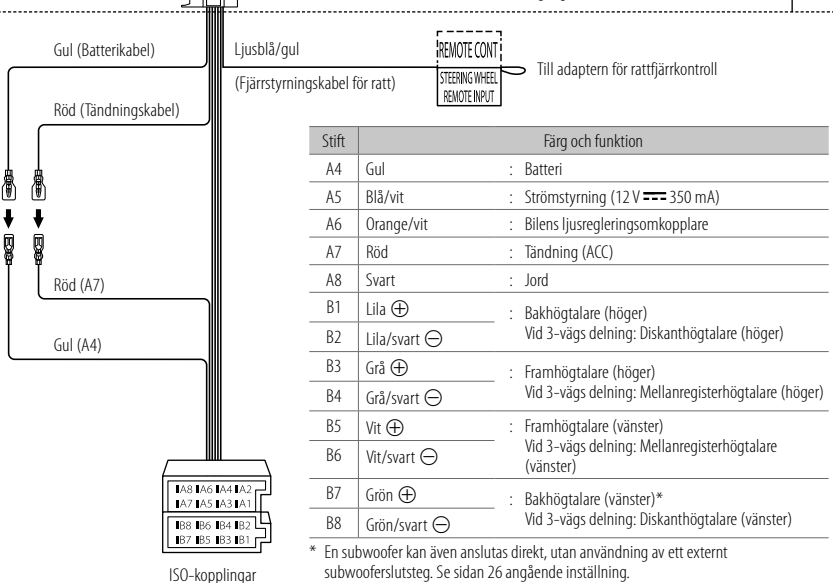 Gul (Batterikabel)
Ljusblå/gul
(Fjärrstyrningskabel för ratt)
REMOTE CONT
STEERING WHEEL
REMOTE INPUT
Till adaptern för rattfjärrkontroll
Röd (Tändningskabel)
Röd (A7)
Gul (A4)
A8 A6 A4 A2
A7 A5 A3 A1
B8 B6 B4 B2
B7 B5 B3 B1
ISO-kopplingar
Stift Färg och funktion
A4 Gul : Batteri
A5 Blå/vit : Strömstyrning (12 V ⎓ 350 mA)
A6 Orange/vit : Bilens ljusregleringsomkopplare
A7 Röd : Tändning (ACC)
A8 Svart : Jord
B1 Lila ⊕ : Bakhögtalare (höger)
B2 Lila/svart ⊖ Vid 3-vägs delning: Diskanthögtalare (höger)
B3 Grå ⊕ : Framhögtalare (höger)
B4 Grå/svart ⊖ Vid 3-vägs delning: Mellanregisterhögtalare (höger)
B5 Vit ⊕ : Framhögtalare (vänster)
B6 Vit/svart ⊖ Vid 3-vägs delning: Mellanregisterhögtalare
(vänster)
B7 Grön ⊕ : Bakhögtalare (vänster)*
B8 Grön/svart ⊖ Vid 3-vägs delning: Diskanthögtalare (vänster)
* En subwoofer kan även anslutas direkt, utan användning av ett externt
subwooferslutsteg. Se sidan 26 angående inställning.